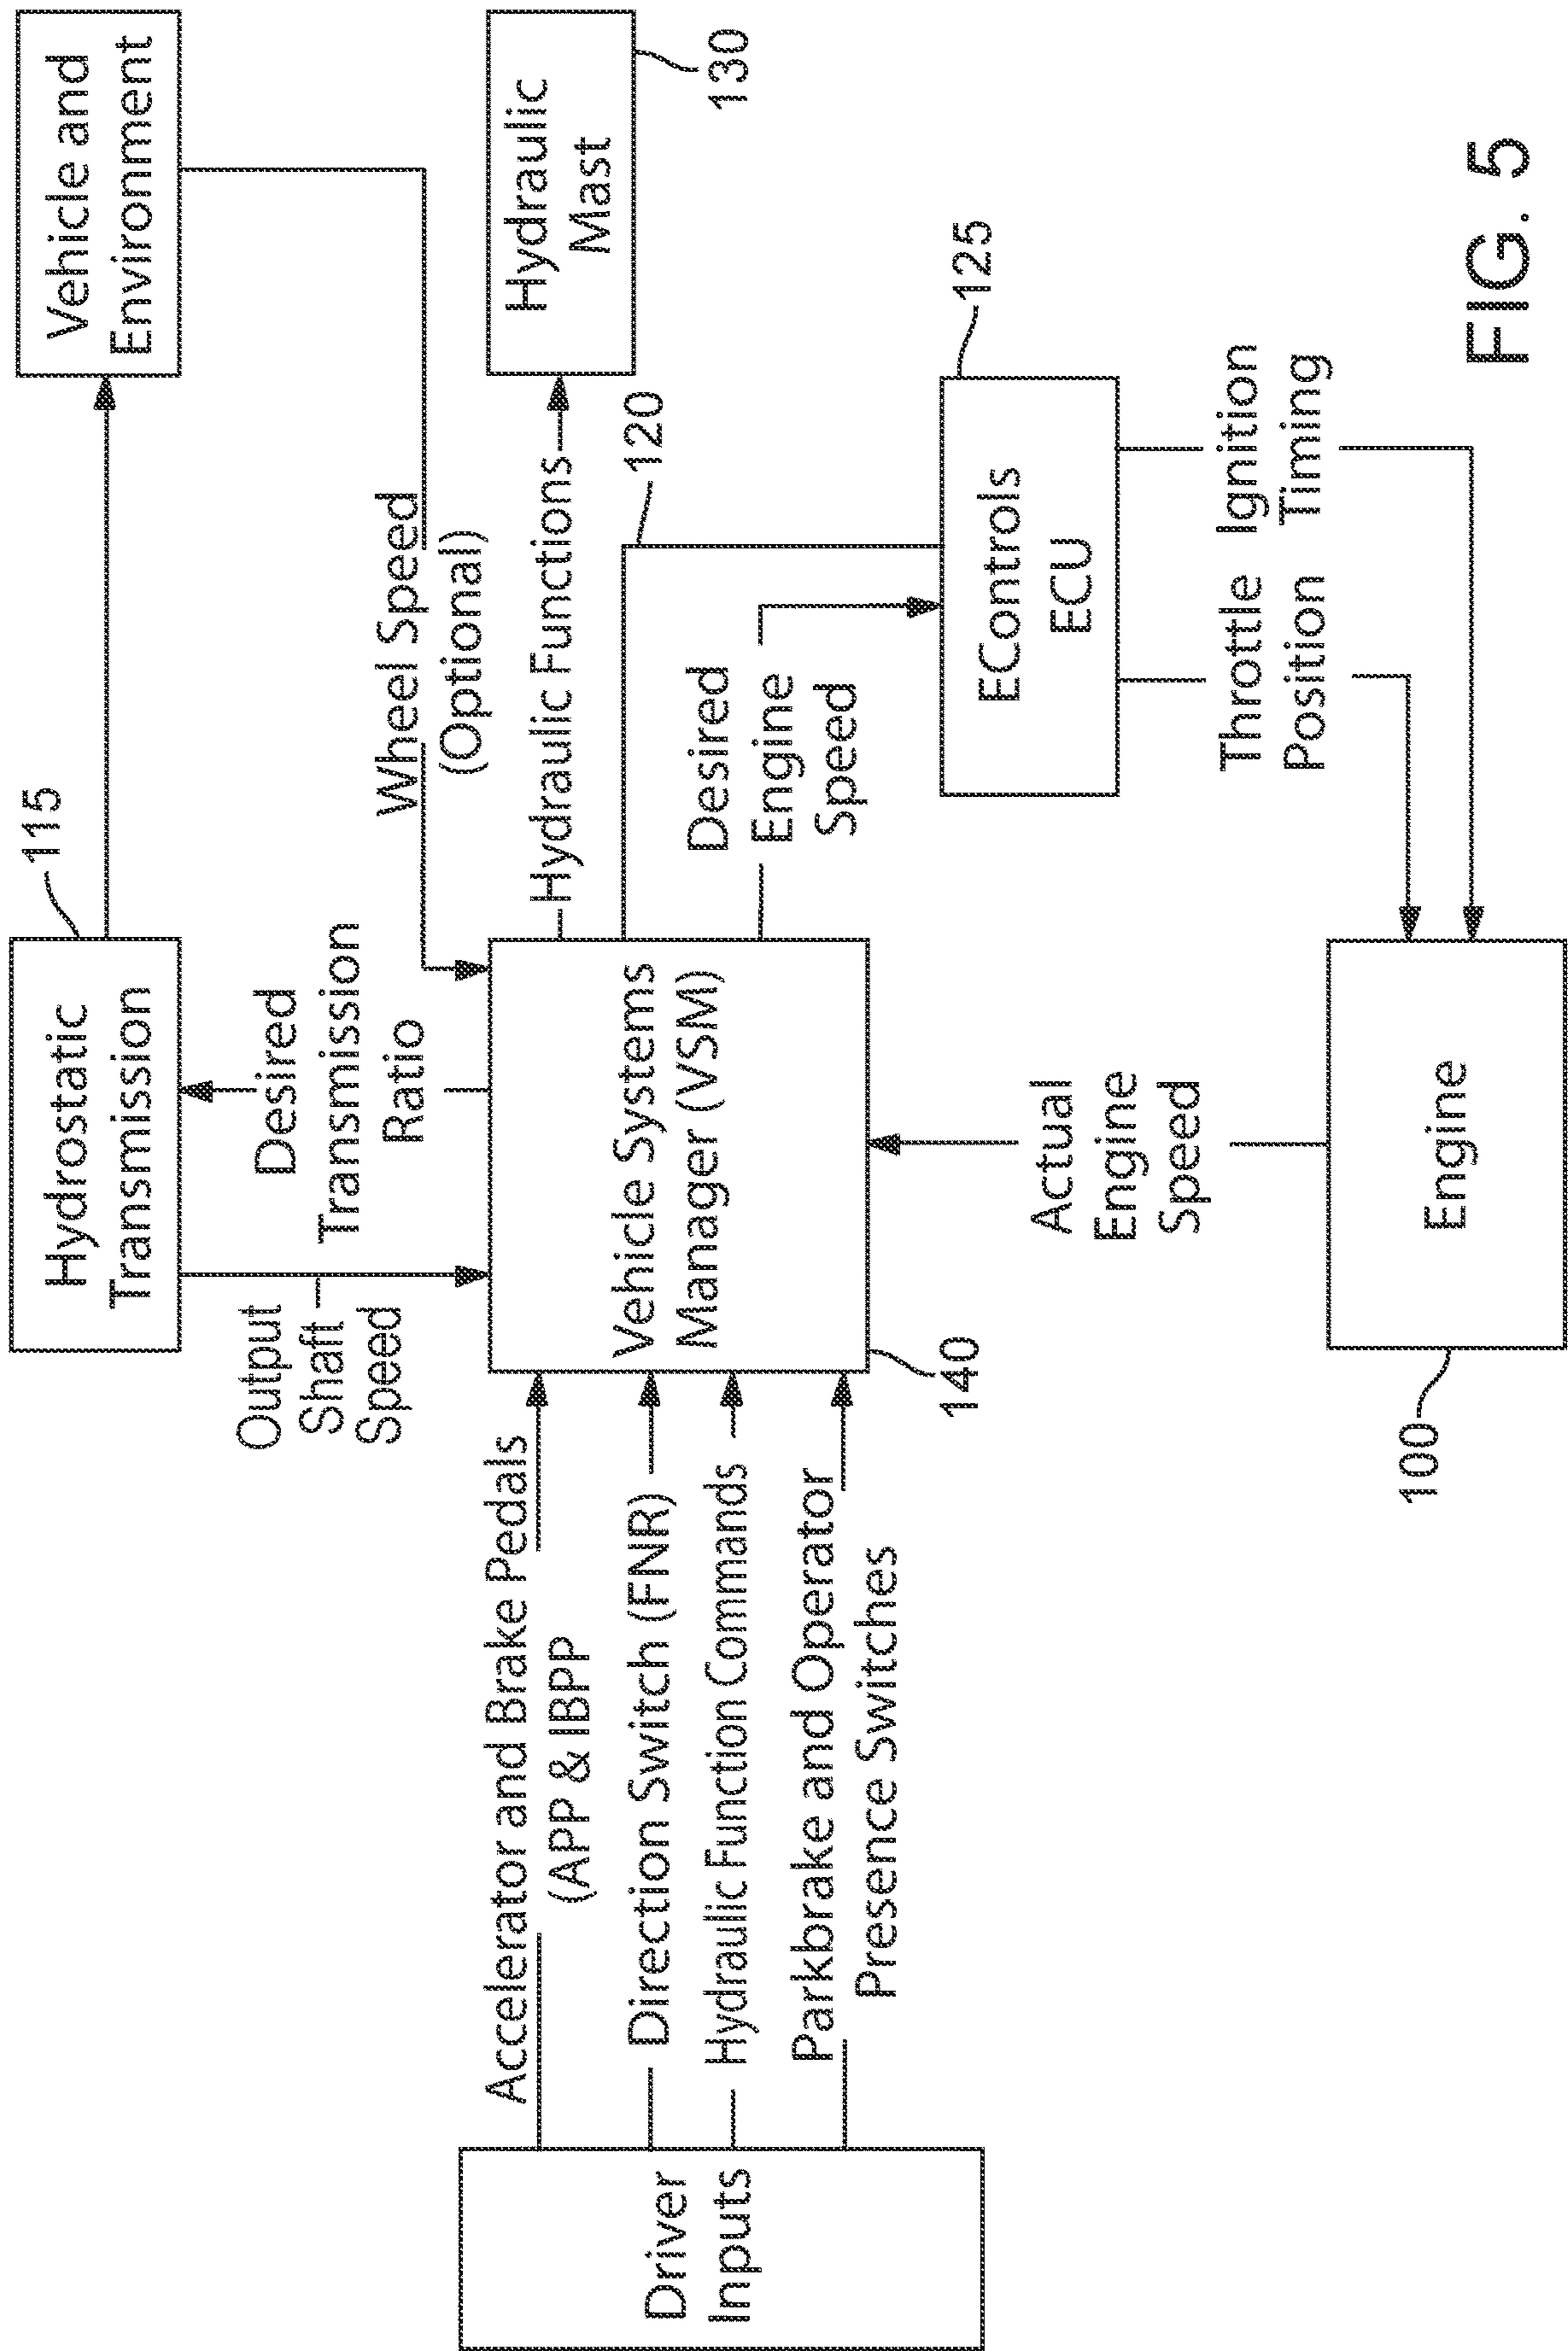 Hydrostatic
Transmission
115
Vehicle and
Environment
Output
Shaft
Speed
Desired
Transmission
Ratio
Wheel Speed
(Optional)
Accelerator and Brake Pedals
(APP & IBPP
Direction Switch (FNR)
Hydraulic Function Commands
Parkbrake and Operator
Presence Switches
Driver
Inputs
Vehicle Systems
Manager (VSM)
140
Hydraulic Functions
Hydraulic
Mast
130
120
Desired
Engine
Speed
EControls
ECU
125
Actual
Engine
Speed
Throttle
Position
Ignition
Timing
Engine
100
FIG. 5